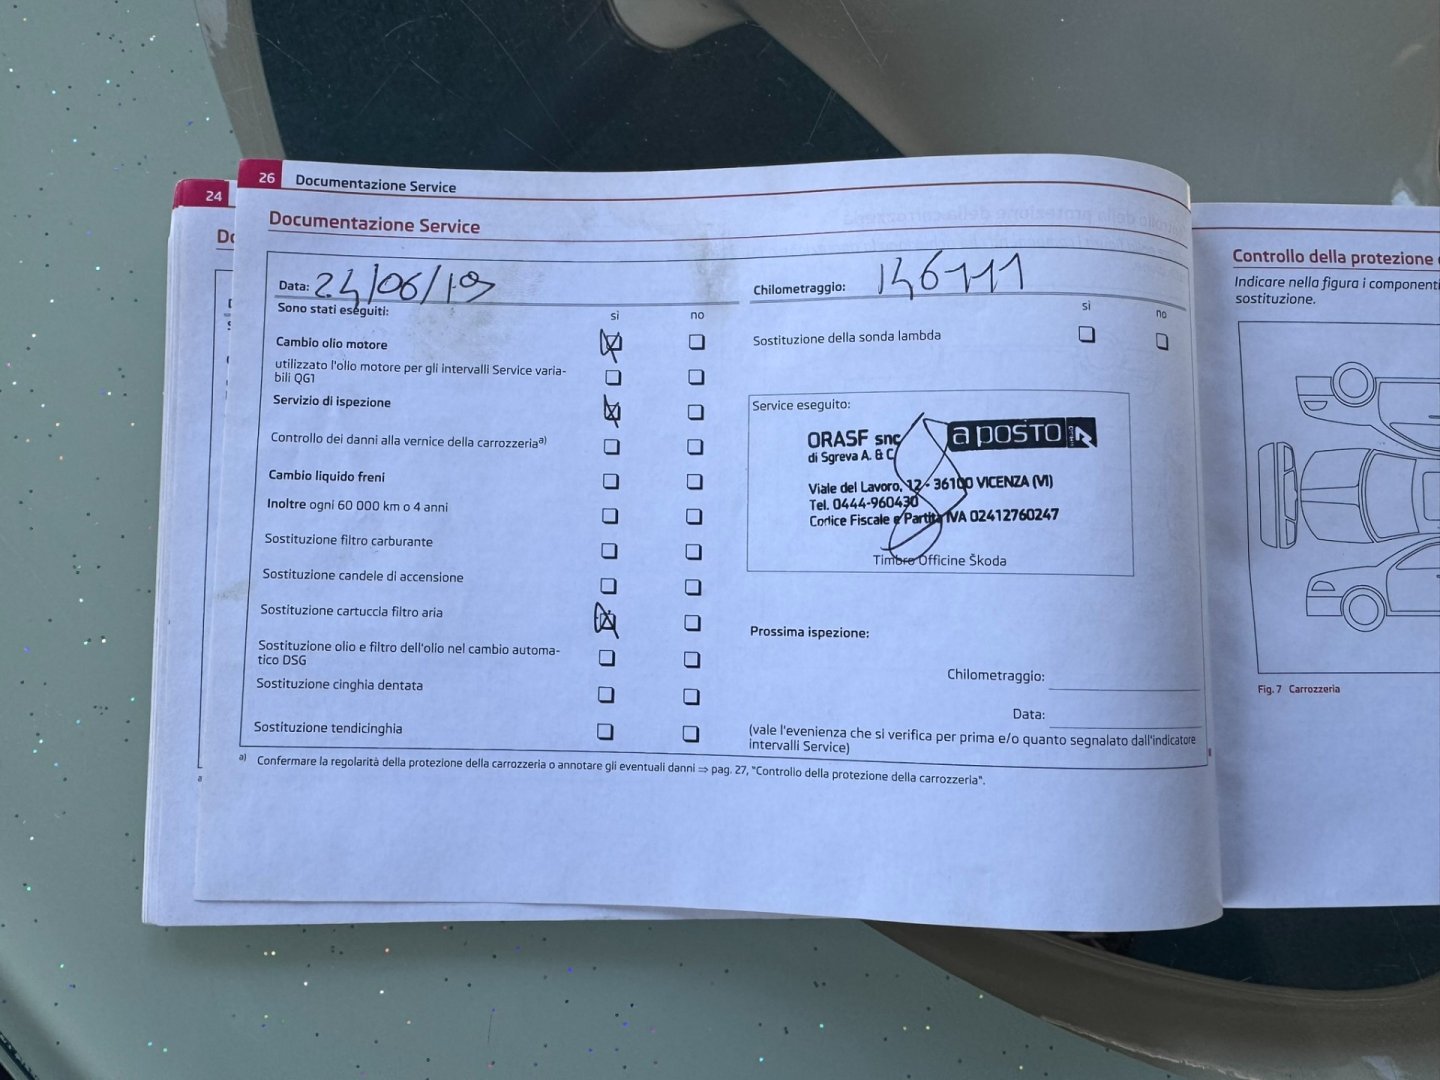 24
26 Documentazione Service
Documentazione Service
Data: 24/06/19
Chilometraggio: 146111
Sono stati eseguiti:
sì no
Cambio olio motore
utilizzato l'olio motore per gli intervalli Service varia-
bili QG1
Servizio di ispezione
Controllo dei danni alla vernice della carrozzeria a)
Cambio liquido freni
Inoltre ogni 60 000 km o 4 anni
Sostituzione filtro carburante
Sostituzione candele di accensione
Sostituzione cartuccia filtro aria
Sostituzione olio e filtro dell'olio nel cambio automa-
tico DSG
Sostituzione cinghia dentata
Sostituzione tendicinghia
sì no
Sostituzione della sonda lambda
Service eseguito:
ORASF snc
di Sgreva A. & C
a posto
Viale del Lavoro, 12 - 36100 VICENZA (VI)
Tel. 0444-960430
Codice Fiscale e Partita IVA 02412760247
Timbro Officine Škoda
Prossima ispezione:
Chilometraggio:
Data:
(vale l'evenienza che si verifica per prima e/o quanto segnalato dall'indicatore
intervalli Service)
a) Confermare la regolarità della protezione della carrozzeria o annotare gli eventuali danni ⇒ pag. 27, "Controllo della protezione della carrozzeria".
Controllo della protezione
Indicare nella figura i componenti
sostituzione.
Fig. 7 Carrozzeria